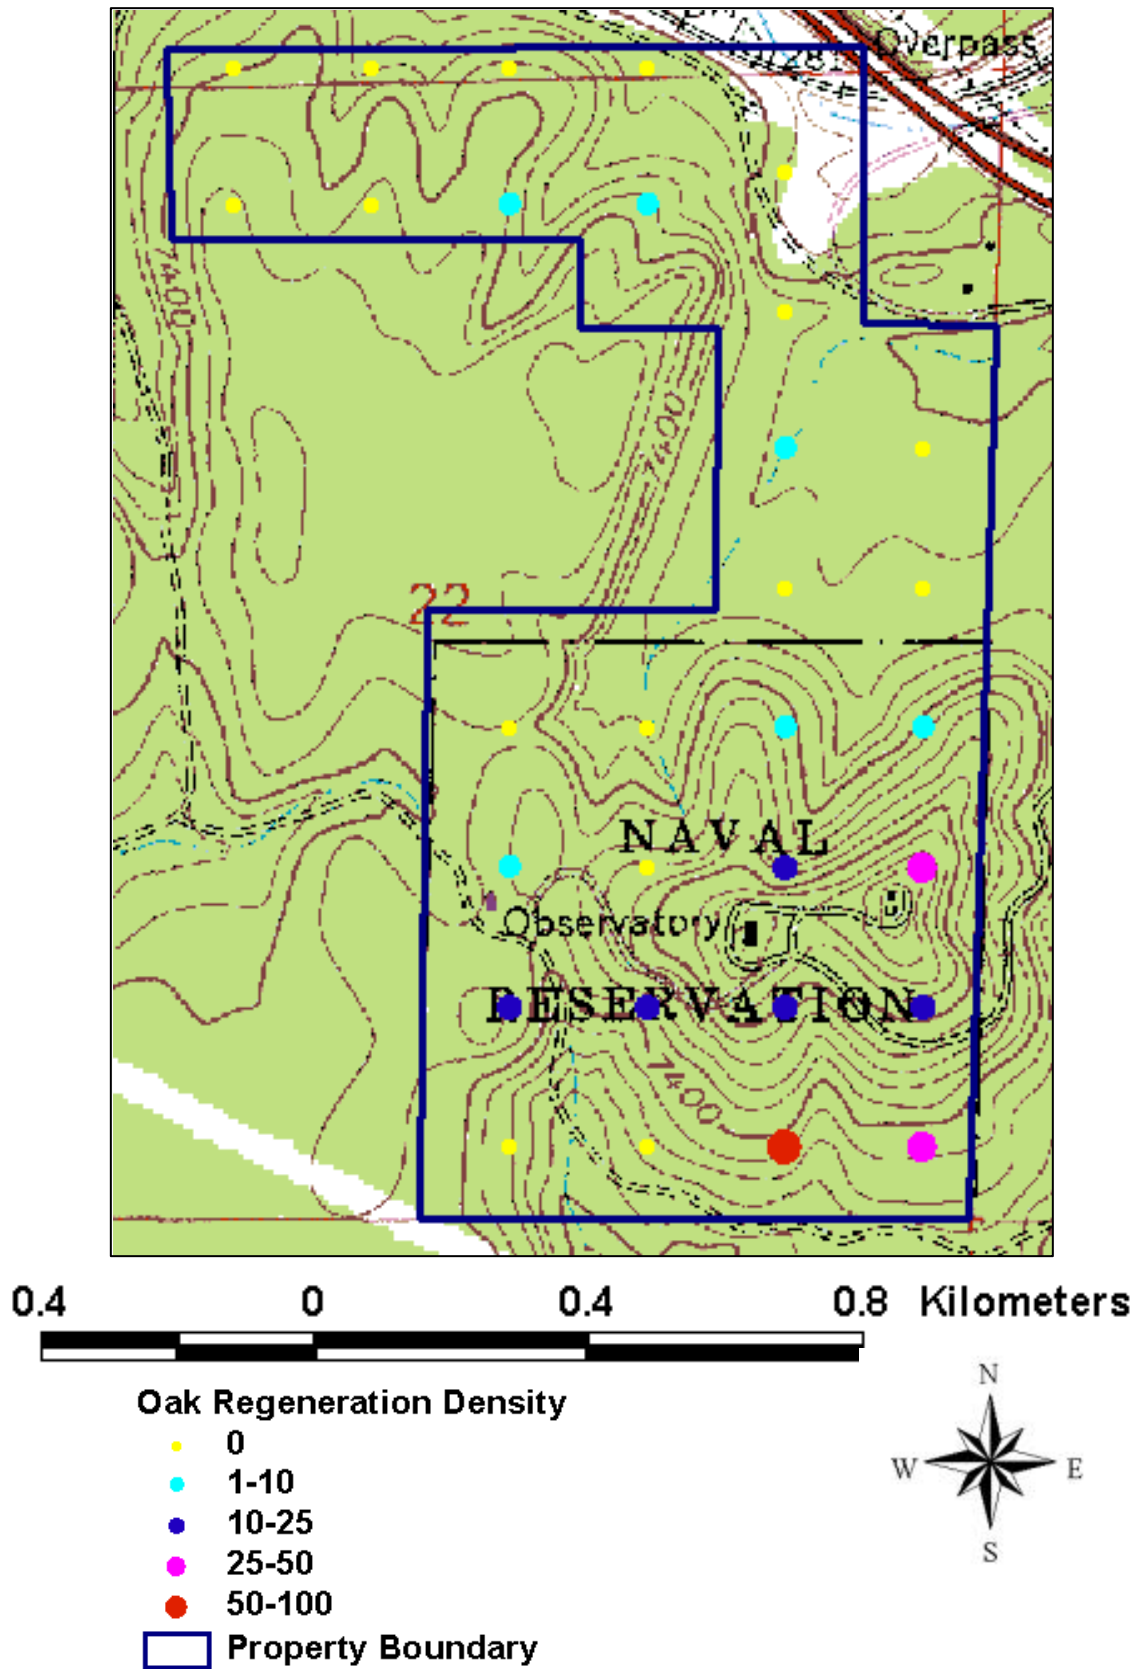 Overpass
7400
7400
22
NAVAL
Observatory
RESERVATION
7400
0.4 0 0.4 0.8 Kilometers
Oak Regeneration Density
0
1-10
10-25
25-50
50-100
Property Boundary
N
W E
S